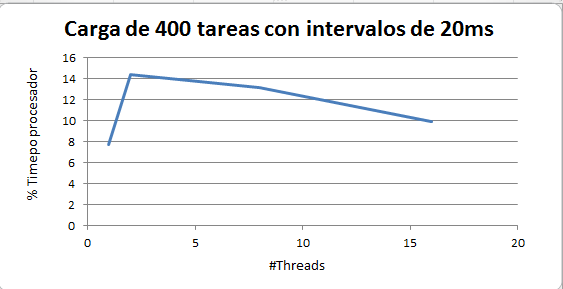 Carga de 400 tareas con intervalos de 20ms
% Timepo procesador
16
14
12
10
8
6
4
2
0
0 5 10 15 20
#Threads